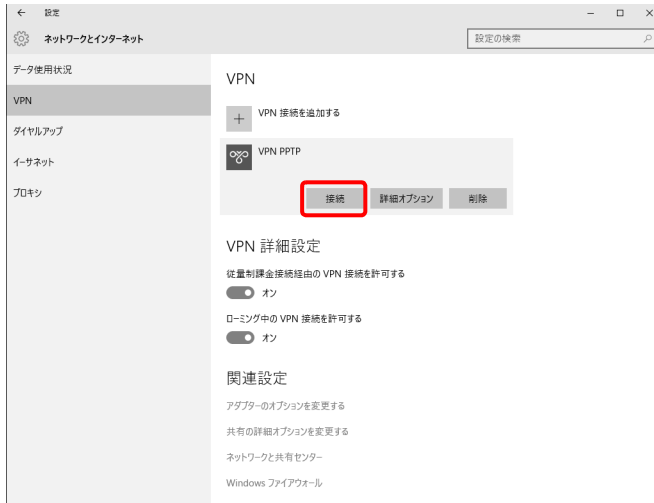 設定
ネットワークとインターネット
設定の検索
データ使用状況
VPN
ダイヤルアップ
イーサネット
プロキシ
VPN
VPN 接続を追加する
VPN PPTP
接続 詳細オプション 削除
VPN 詳細設定
従量制課金接続経由の VPN 接続を許可する
オン
ローミング中の VPN 接続を許可する
オン
関連設定
アダプターのオプションを変更する
共有の詳細オプションを変更する
ネットワークと共有センター
Windows ファイアウォール